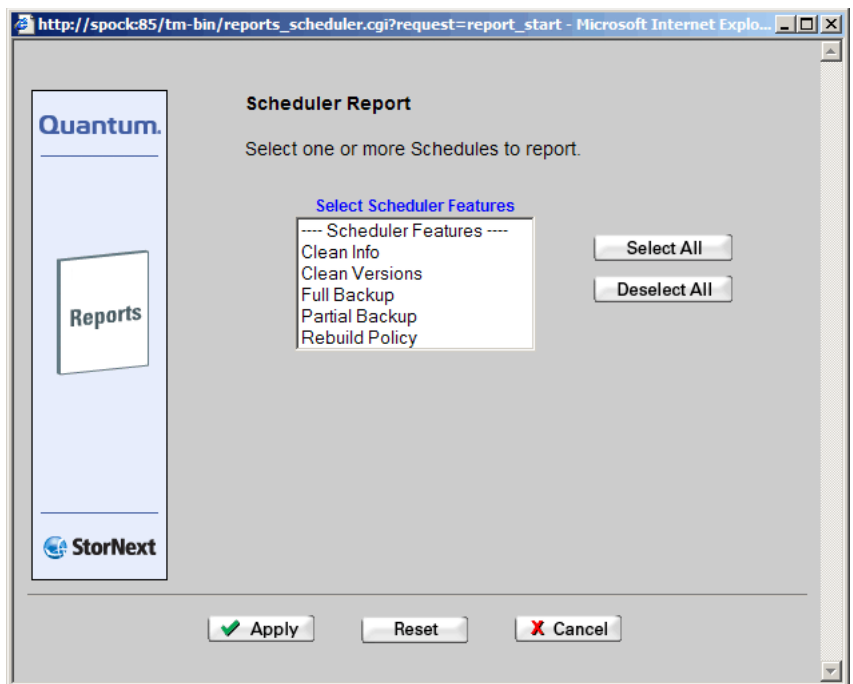 http://spock:85/tm-bin/reports_scheduler.cgi?request=report_start - Microsoft Internet Explo...
Quantum.
Reports
StorNext
Scheduler Report
Select one or more Schedules to report.
Select Scheduler Features
---- Scheduler Features ----
Clean Info
Clean Versions
Full Backup
Partial Backup
Rebuild Policy
Select All
Deselect All
Apply
Reset
Cancel